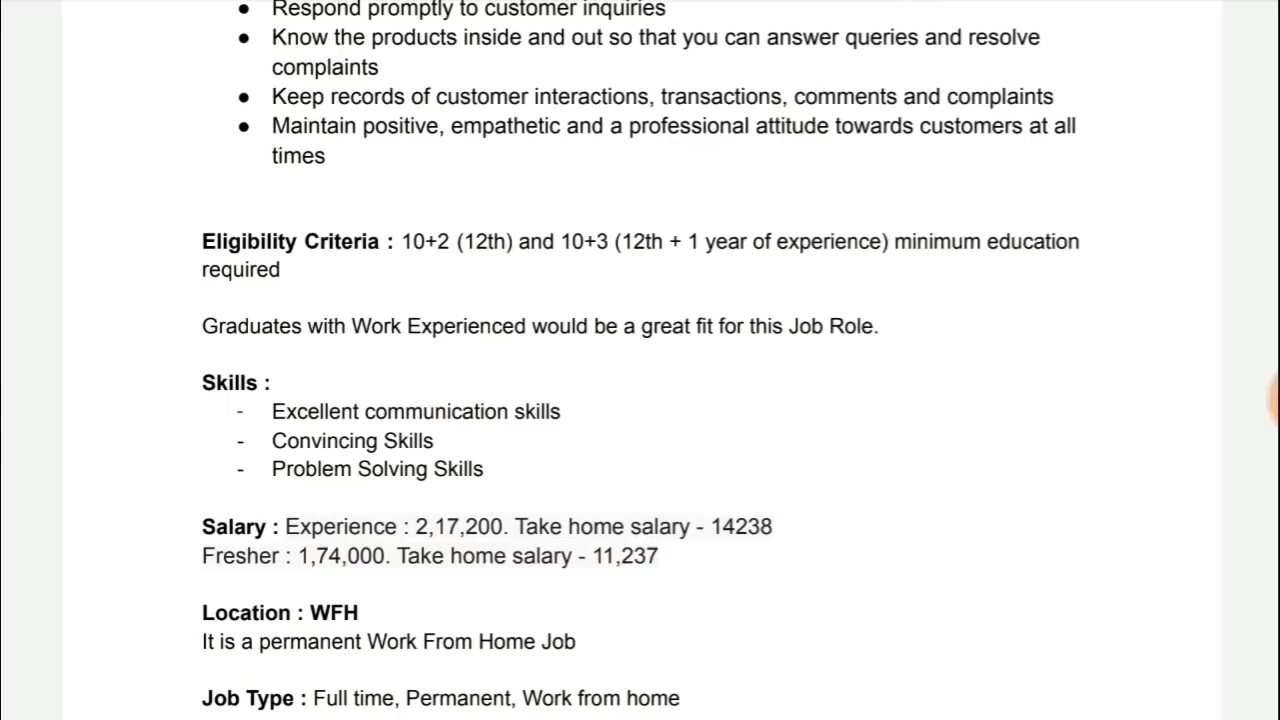 ● Respond promptly to customer inquiries
● Know the products inside and out so that you can answer queries and resolve
complaints
● Keep records of customer interactions, transactions, comments and complaints
● Maintain positive, empathetic and a professional attitude towards customers at all
times
Eligibility Criteria : 10+2 (12th) and 10+3 (12th + 1 year of experience) minimum education
required
Graduates with Work Experienced would be a great fit for this Job Role.
Skills :
- Excellent communication skills
- Convincing Skills
- Problem Solving Skills
Salary : Experience : 2,17,200. Take home salary - 14238
Fresher : 1,74,000. Take home salary - 11,237
Location : WFH
It is a permanent Work From Home Job
Job Type : Full time, Permanent, Work from home